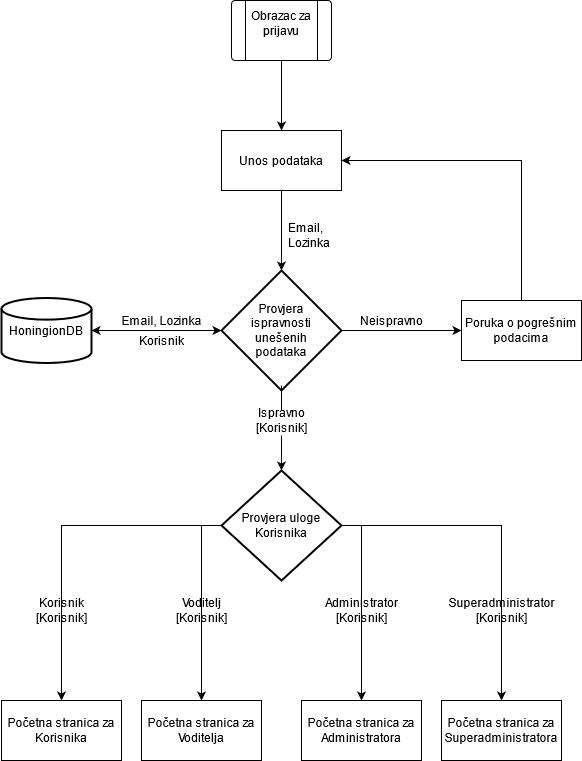 Obrazac za
prijavu
Unos podataka
Email,
Lozinka
Provjera
ispravnosti
unešenih
podataka
HoningionDB
Email, Lozinka
Korisnik
Neispravno
Poruka o pogrešnim
podacima
Ispravno
[Korisnik]
Provjera uloge
Korisnika
Korisnik
[Korisnik]
Voditelj
[Korisnik]
Administrator
[Korisnik]
Superadministrator
[Korisnik]
Početna stranica za
Korisnika
Početna stranica za
Voditelja
Početna stranica za
Administratora
Početna stranica za
Superadministratora